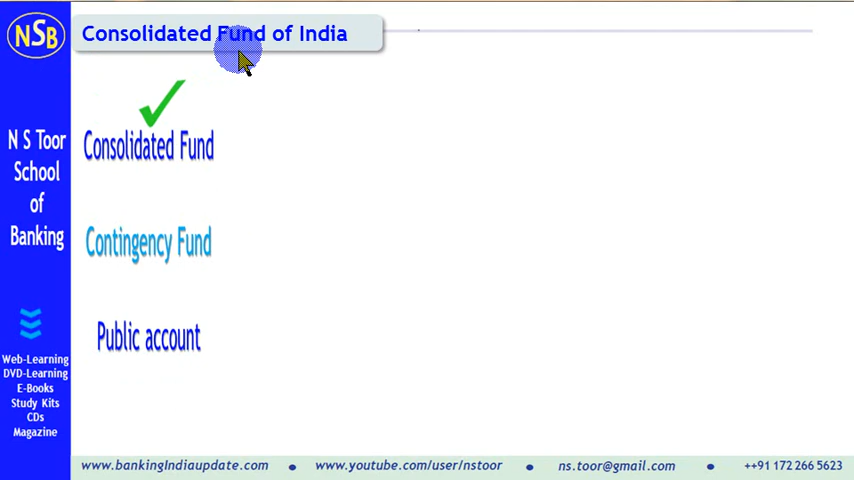 NSB
Consolidated Fund of India
N S Toor
School
of
Banking
Consolidated Fund
Contingency Fund
Public account
Web-Learning
DVD-Learning
E-Books
Study Kits
CDs
Magazine
www.bankingIndiaupdate.com ● www.youtube.com/user/nstoor ● ns.toor@gmail.com ● ++91 172 266 5623